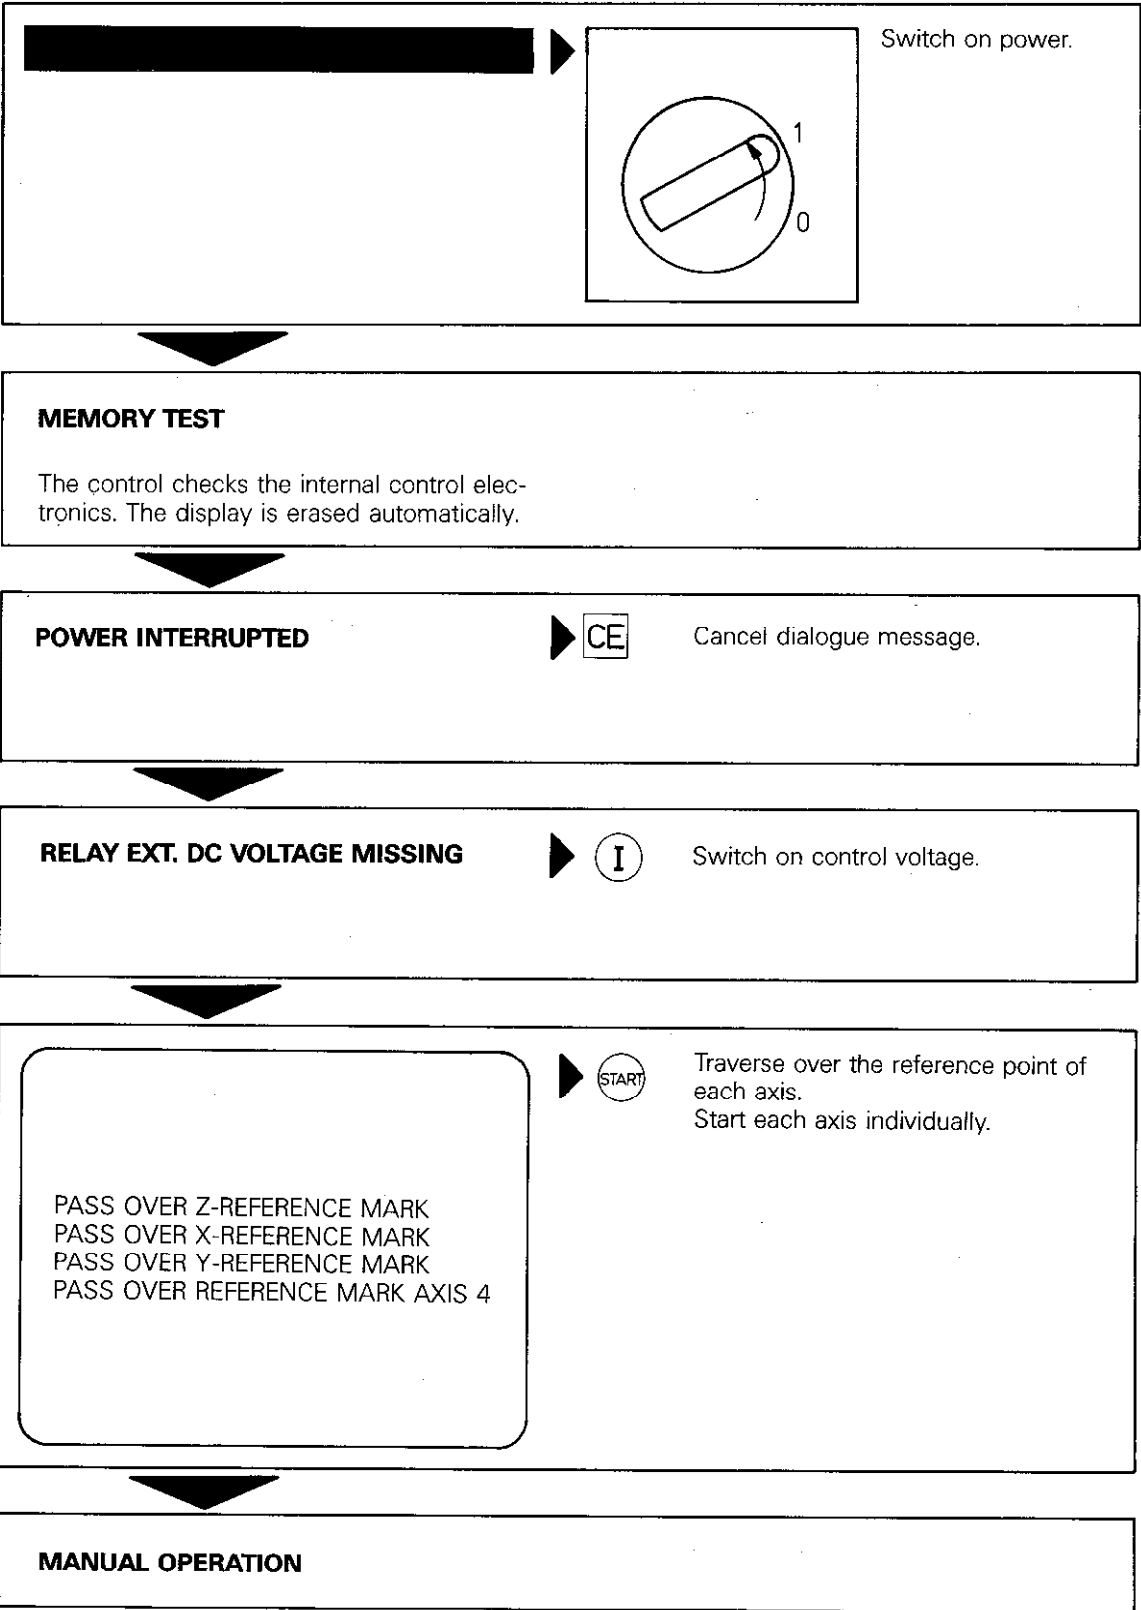 Switch on power.
1
0
MEMORY TEST
The control checks the internal control elec-
tronics. The display is erased automatically.
POWER INTERRUPTED
CE
Cancel dialogue message.
RELAY EXT. DC VOLTAGE MISSING
I
Switch on control voltage.
START
Traverse over the reference point of
each axis.
Start each axis individually.
PASS OVER Z-REFERENCE MARK
PASS OVER X-REFERENCE MARK
PASS OVER Y-REFERENCE MARK
PASS OVER REFERENCE MARK AXIS 4
MANUAL OPERATION